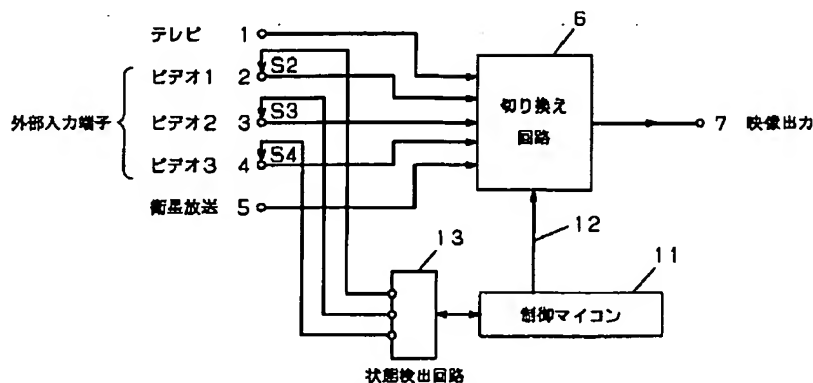 6
テレビ 1
S2
ビデオ1 2
S3
外部入力端子 ビデオ2 3
S4
ビデオ3 4
衛星放送 5
切り換え
回路
7 映像出力
12
13
11
制御マイコン
状態検出回路